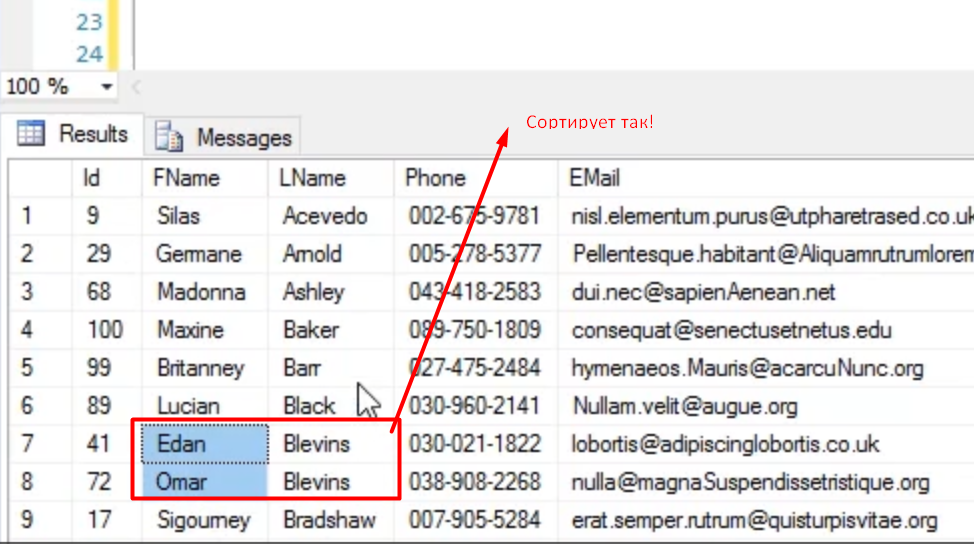 23
24
100 %
Сортирует так!
Results Messages
Id FName LName Phone EMail
1 9 Silas Acevedo 002-675-9781 nisl.elementum.purus@utpharetrased.co.uk
2 29 Germane Arnold 005-278-5377 Pellentesque.habitant@Aliquamrutrumlorem
3 68 Madonna Ashley 043-418-2583 dui.nec@sapienAenean.net
4 100 Maxine Baker 089-750-1809 consequat@senectusetnetus.edu
5 99 Britanney Barr 027-475-2484 hymenaeos.Mauris@acarcuNunc.org
6 89 Lucian Black 030-960-2141 Nullam.velit@augue.org
7 41 Edan Blevins 030-021-1822 lobortis@adipiscinglobortis.co.uk
8 72 Omar Blevins 038-908-2268 nulla@magnaSuspendissetristique.org
9 17 Sigourney Bradshaw 007-905-5284 erat.semper.rutrum@quisturpisvitae.org